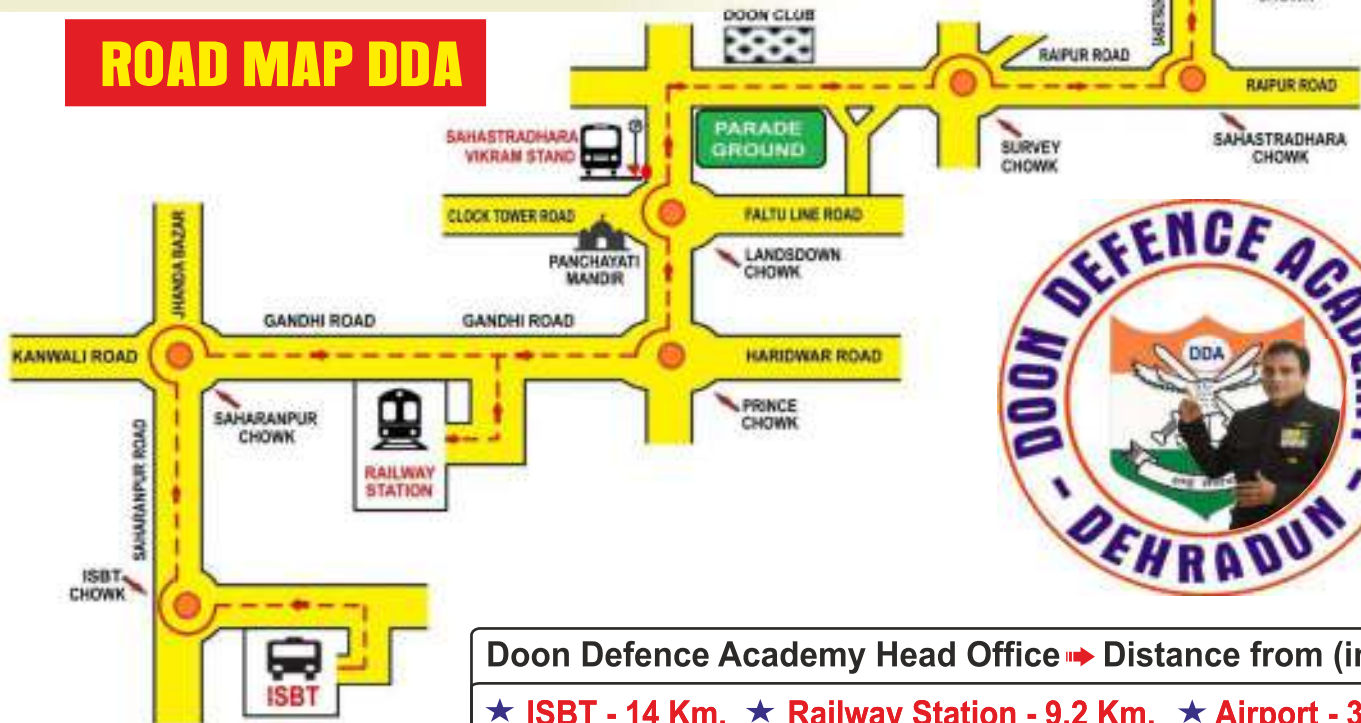 DOON CLUB
ROAD MAP DDA
RAIPUR ROAD
RAIPUR ROAD
SAHASTRADHARA
VIKRAM STAND
PARADE
GROUND
SURVEY
CHOWK
SAHASTRADHARA
CHOWK
CLOCK TOWER ROAD
FALTU LINE ROAD
PANCHAYATI
MANDIR
LANDSDOWN
CHOWK
JHANDA BAZAR
GANDHI ROAD
GANDHI ROAD
KANWALI ROAD
HARIDWAR ROAD
SAHARANPUR
CHOWK
PRINCE
CHOWK
RAILWAY
STATION
SAHARANPUR ROAD
ISBT
CHOWK
ISBT
DOON DEFENCE ACADEMY
DDA
- DEHRADUN -
Doon Defence Academy Head Office Distance from (in
★ ISBT - 14 Km. ★ Railway Station - 9.2 Km. ★ Airport - 3